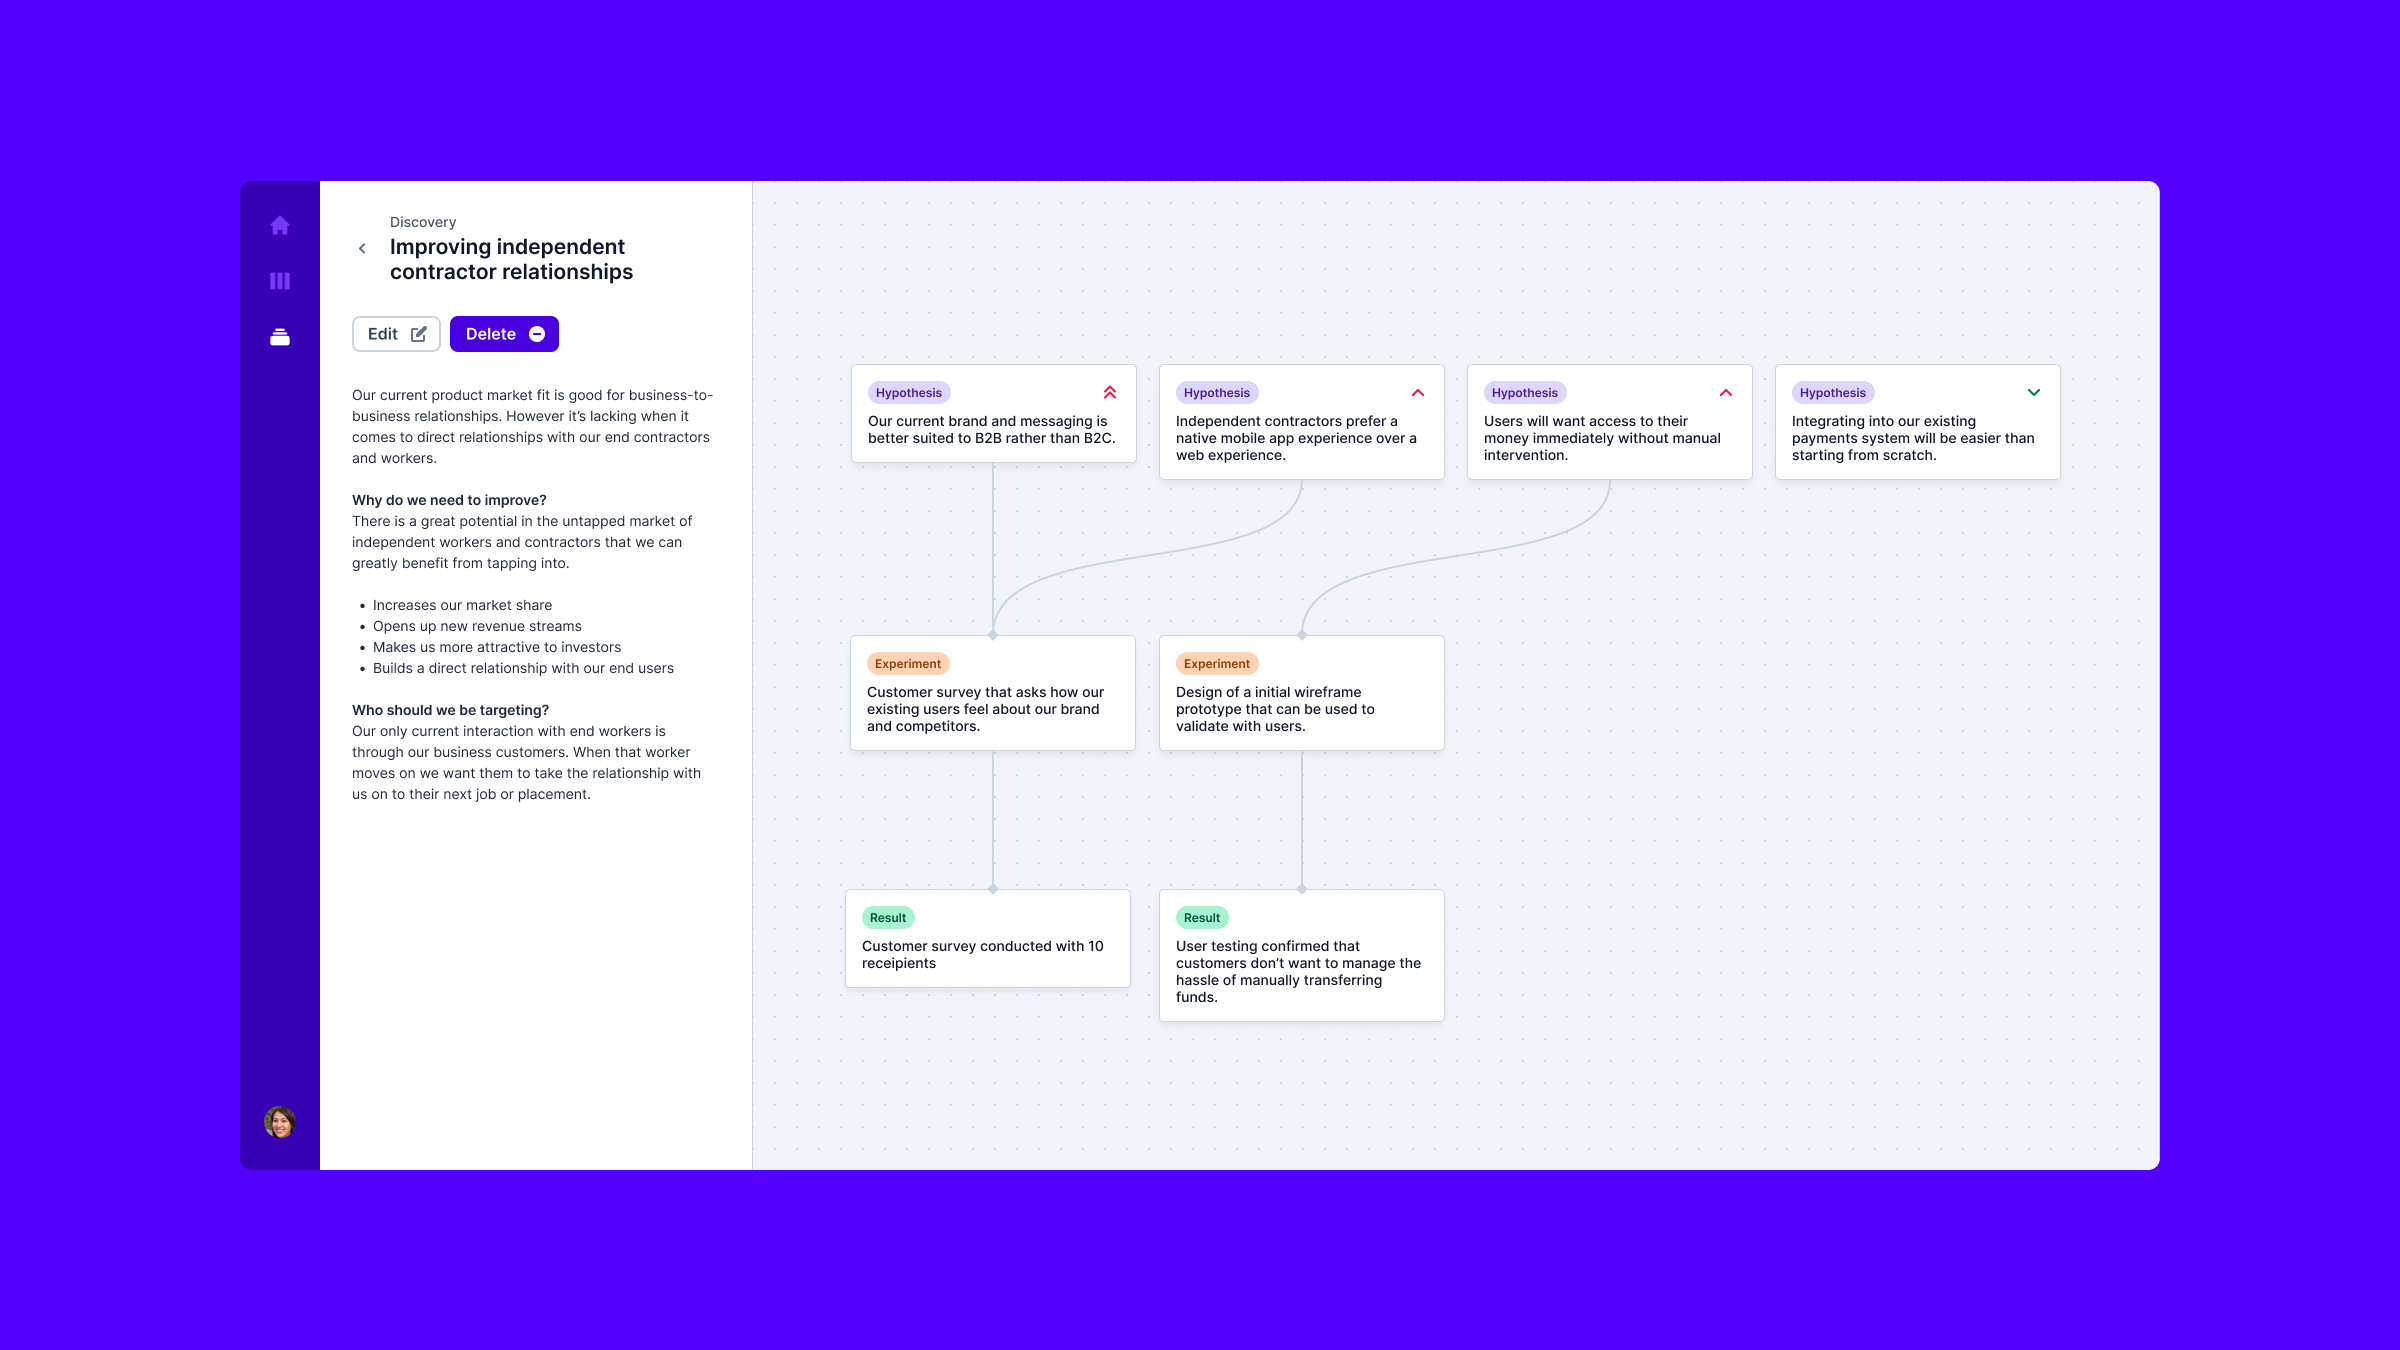 Discovery
Improving independent
contractor relationships
Edit
Delete
Our current product market fit is good for business-to-
business relationships. However it’s lacking when it
comes to direct relationships with our end contractors
and workers.
Why do we need to improve?
There is a great potential in the untapped market of
independent workers and contractors that we can
greatly benefit from tapping into.
• Increases our market share
• Opens up new revenue streams
• Makes us more attractive to investors
• Builds a direct relationship with our end users
Who should we be targeting?
Our only current interaction with end workers is
through our business customers. When that worker
moves on we want them to take the relationship with
us on to their next job or placement.
Hypothesis
Our current brand and messaging is
better suited to B2B rather than B2C.
Hypothesis
Independent contractors prefer a
native mobile app experience over a
web experience.
Hypothesis
Users will want access to their
money immediately without manual
intervention.
Hypothesis
Integrating into our existing
payments system will be easier than
starting from scratch.
Experiment
Customer survey that asks how our
existing users feel about our brand
and competitors.
Experiment
Design of a initial wireframe
prototype that can be used to
validate with users.
Result
Customer survey conducted with 10
receipients
Result
User testing confirmed that
customers don’t want to manage the
hassle of manually transferring
funds.